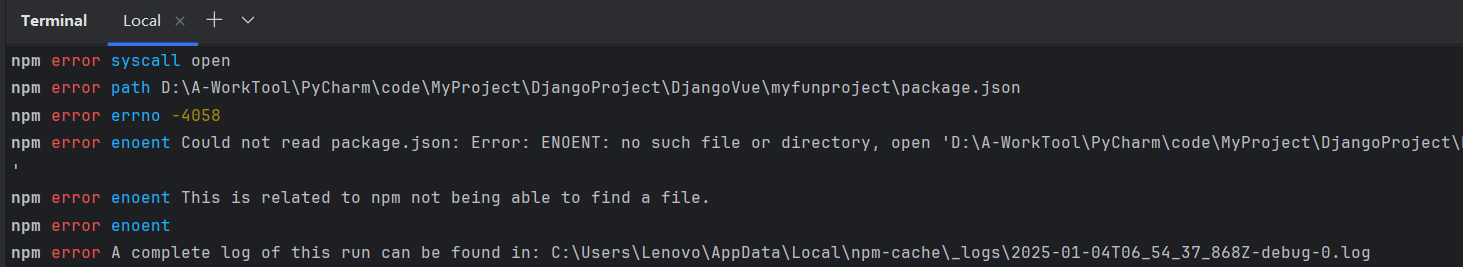 Terminal Local × + ∨
npm error syscall open
npm error path D:\A-WorkTool\PyCharm\code\MyProject\DjangoProject\DjangoVue\myfunproject\package.json
npm error errno -4058
npm error enoent Could not read package.json: Error: ENOENT: no such file or directory, open 'D:\A-WorkTool\PyCharm\code\MyProject\DjangoProject\
'
npm error enoent This is related to npm not being able to find a file.
npm error enoent
npm error A complete log of this run can be found in: C:\Users\Lenovo\AppData\Local\npm-cache\_logs\2025-01-04T06_54_37_868Z-debug-0.log